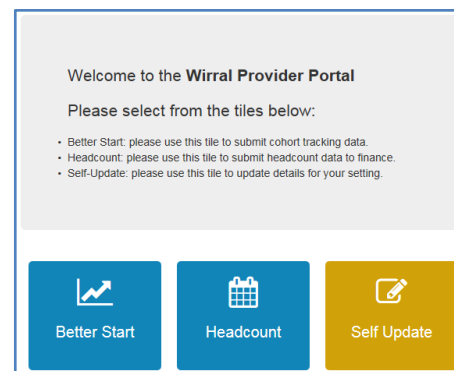 Welcome to the Wirral Provider Portal
Please select from the tiles below:
• Better Start: please use this tile to submit cohort tracking data.
• Headcount: please use this tile to submit headcount data to finance.
• Self-Update: please use this tile to update details for your setting.
Better Start
Headcount
Self Update